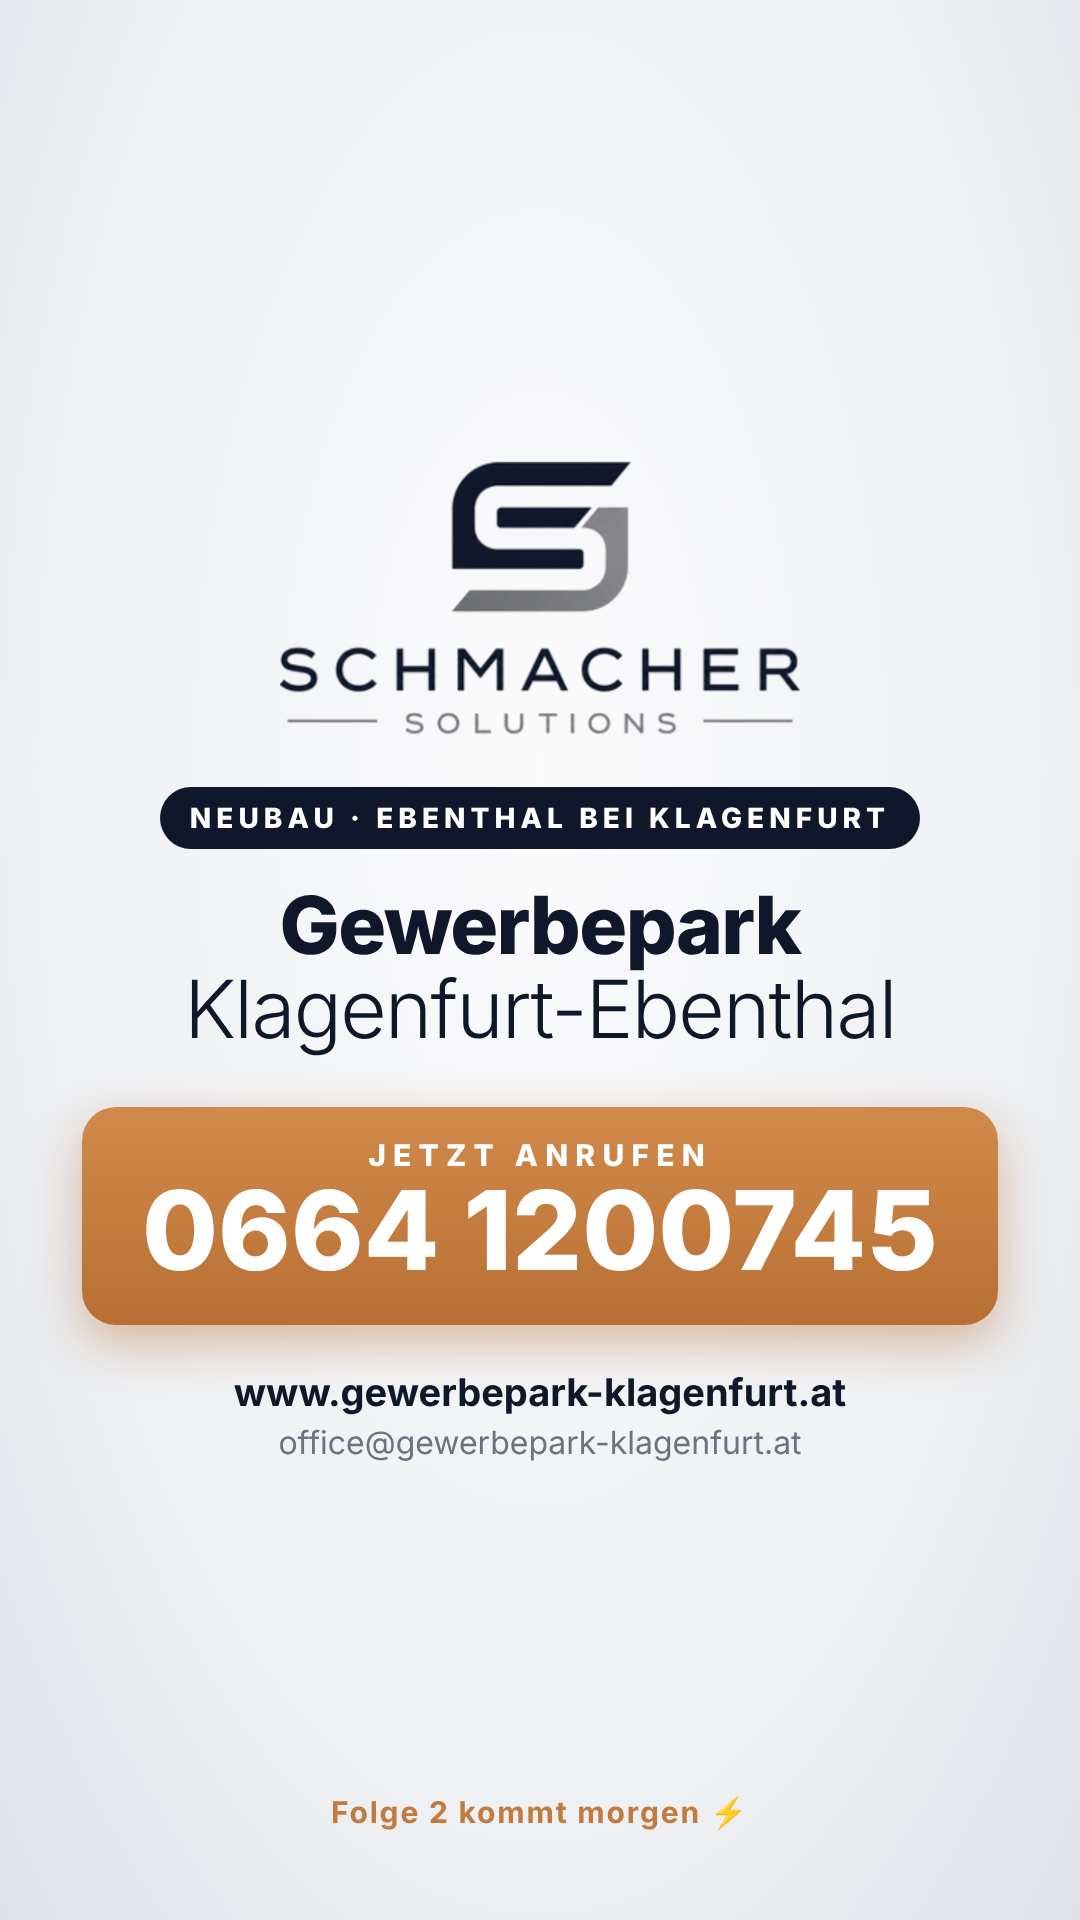 SCHMACHER
SOLUTIONS
NEUBAU · EBENTHAL BEI KLAGENFURT
Gewerbepark
Klagenfurt-Ebenthal
JETZT ANRUFEN
0664 1200745
www.gewerbepark-klagenfurt.at
office@gewerbepark-klagenfurt.at
Folge 2 kommt morgen ⚡